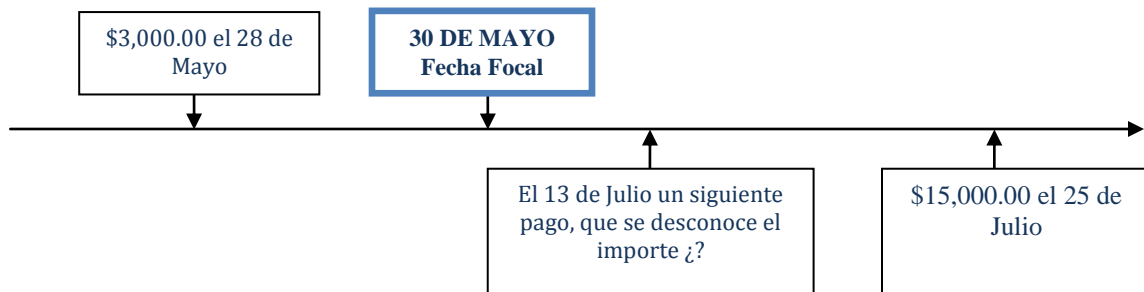 $3,000.00 el 28 de
Mayo
30 DE MAYO
Fecha Focal
El 13 de Julio un siguiente
pago, que se desconoce el
importe ¿?
$15,000.00 el 25 de
Julio